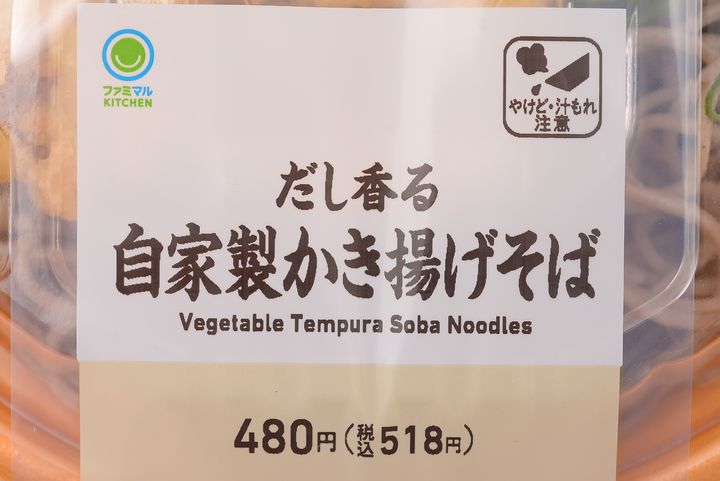 ファミマル
KITCHEN
やけど・汁もれ
注意
だし香る
自家製かき揚げそば
Vegetable Tempura Soba Noodles
480円(税込518円)